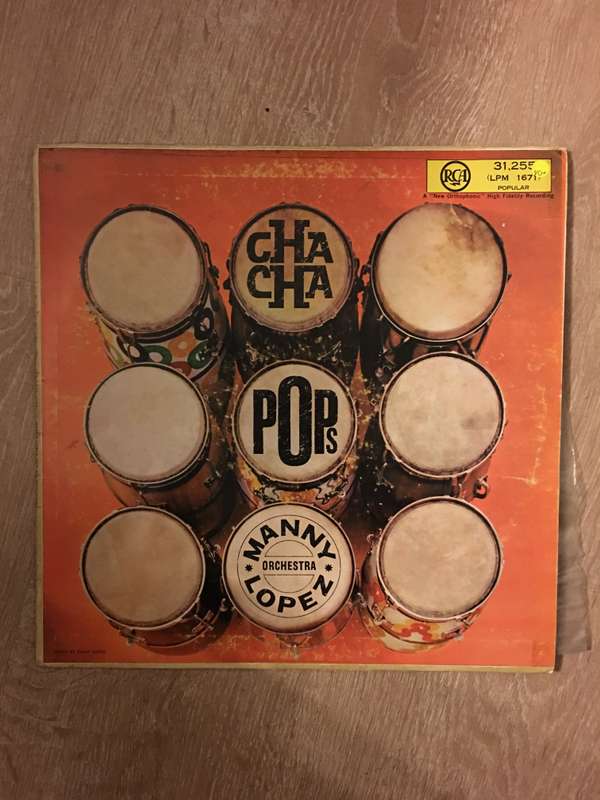 RCA
31,255
(LPM 167
POPULAR
A "New Orthophonic" High Fidelity Recording
CHA
CHA
POPS
MANNY
ORCHESTRA
LOPEZ